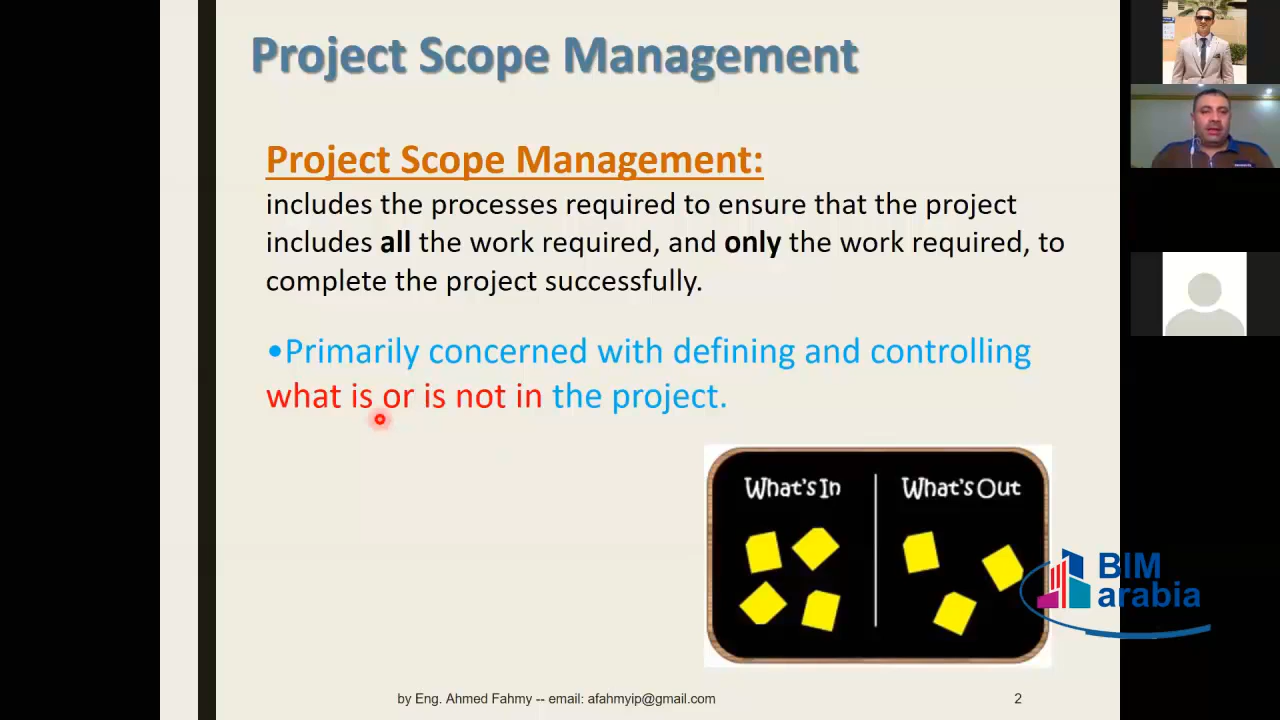 Project Scope Management
Project Scope Management:
includes the processes required to ensure that the project
includes all the work required, and only the work required, to
complete the project successfully.
•Primarily concerned with defining and controlling
what is or is not in the project.
What's In
What's Out
BIM
arabia
by Eng. Ahmed Fahmy -- email: afahmyip@gmail.com
2